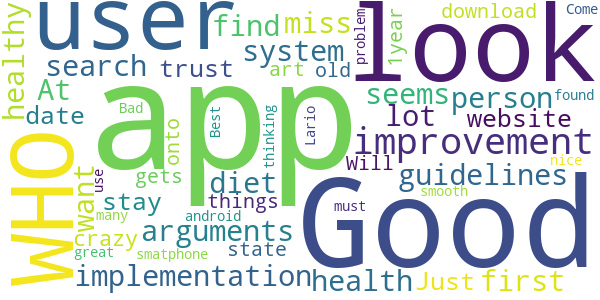 user
find
miss
download
Come
healthy
search
system
trust
art
old
1year
problem
look
At
date
app
seems
person
found
WHO
want
onto
Bad
Best
thinking
Lario
lot
website
improvement
will
use
gets
diet
guidelines
nice
many
stay
things
android
must
smooth
crazy
arguments
state
Good
great
smatphone
implementation
health
Just
first